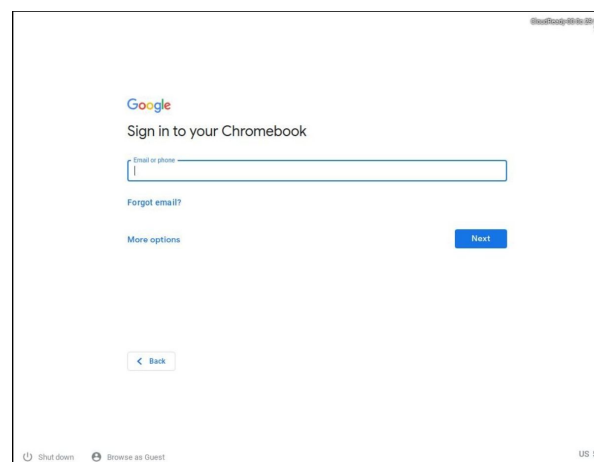 Google
Sign in to your Chromebook
Email or phone
Forgot email?
More options
Next
Back
Shut down
Browse as Guest
US